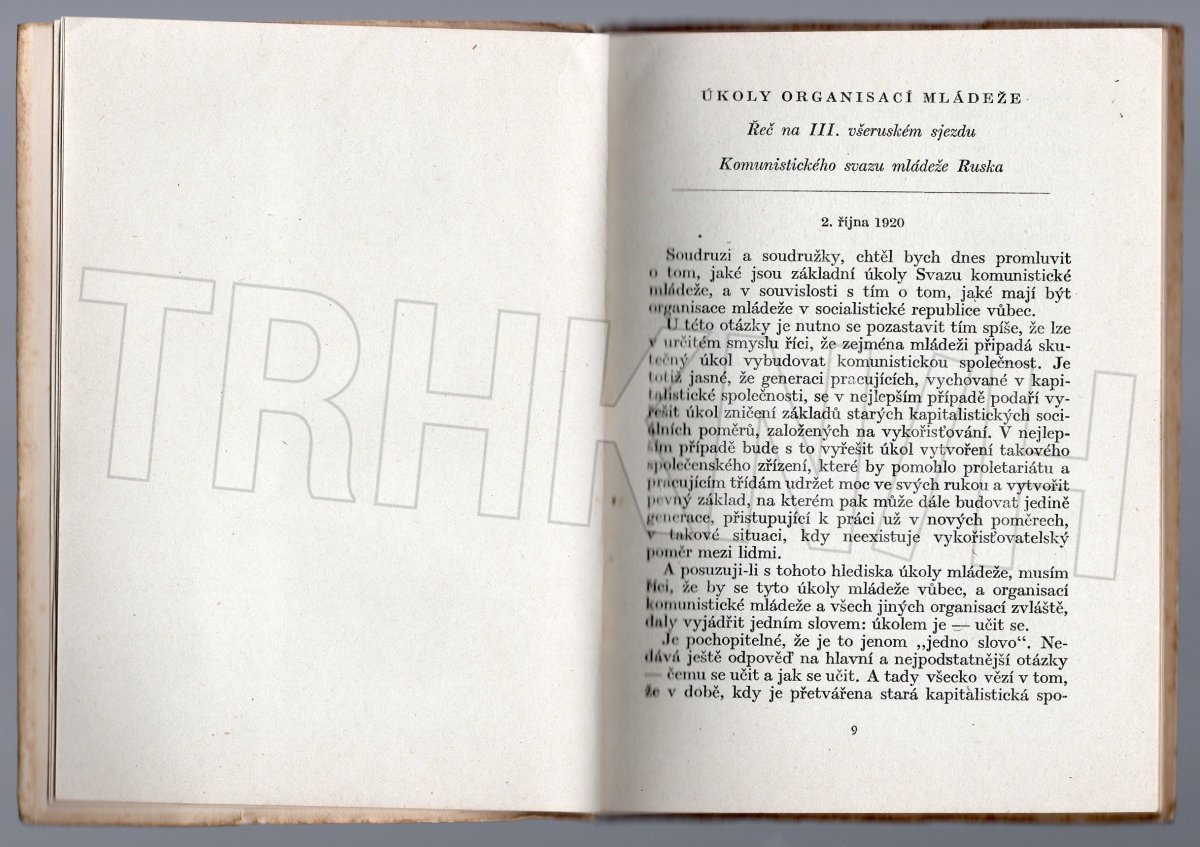 ÚKOLY ORGANISACÍ MLÁDEŽE
Řeč na III. všeruském sjezdu
Komunistického svazu mládeže Ruska
2. října 1920
Soudruzi a soudružky, chtěl bych dnes promluvit
o tom, jaké jsou základní úkoly Svazu komunistické
mládeže, a v souvislosti s tím o tom, jaké mají být
organisace mládeže v socialistické republice vůbec.
U této otázky je nutno se pozastavit tím spíše, že lze
v určitém smyslu říci, že zejména mládeži připadá sku-
tečný úkol vybudovat komunistickou společnost. Je
totiž jasné, že generaci pracujících, vychované v kapi-
talistické společnosti, se v nejlepším případě podaří vy-
řešit úkol zničení základů starých kapitalistických soci-
álních poměrů, založených na vykořisťování. V nejlep-
ším případě bude s to vyřešit úkol vytvoření takového
společenského zřízení, které by pomohlo proletariátu a
pracujícím třídám udržet moc ve svých rukou a vytvořit
pevný základ, na kterém pak může dále budovat jedině
generace, přistupující k práci už v nových poměrech,
v takové situaci, kdy neexistuje vykořisťovatelský
poměr mezi lidmi.
A posuzuji-li s tohoto hlediska úkoly mládeže, musím
říci, že by se tyto úkoly mládeže vůbec, a organisací
komunistické mládeže a všech jiných organisací zvláště,
daly vyjádřit jedním slovem: úkolem je — učit se.
Je pochopitelné, že je to jenom „jedno slovo“. Ne-
dává ještě odpověď na hlavní a nejpodstatnější otázky
— čemu se učit a jak se učit. A tady všecko vězí v tom,
že v době, kdy je přetvářena stará kapitalistická spo-
9
TRHKNIH